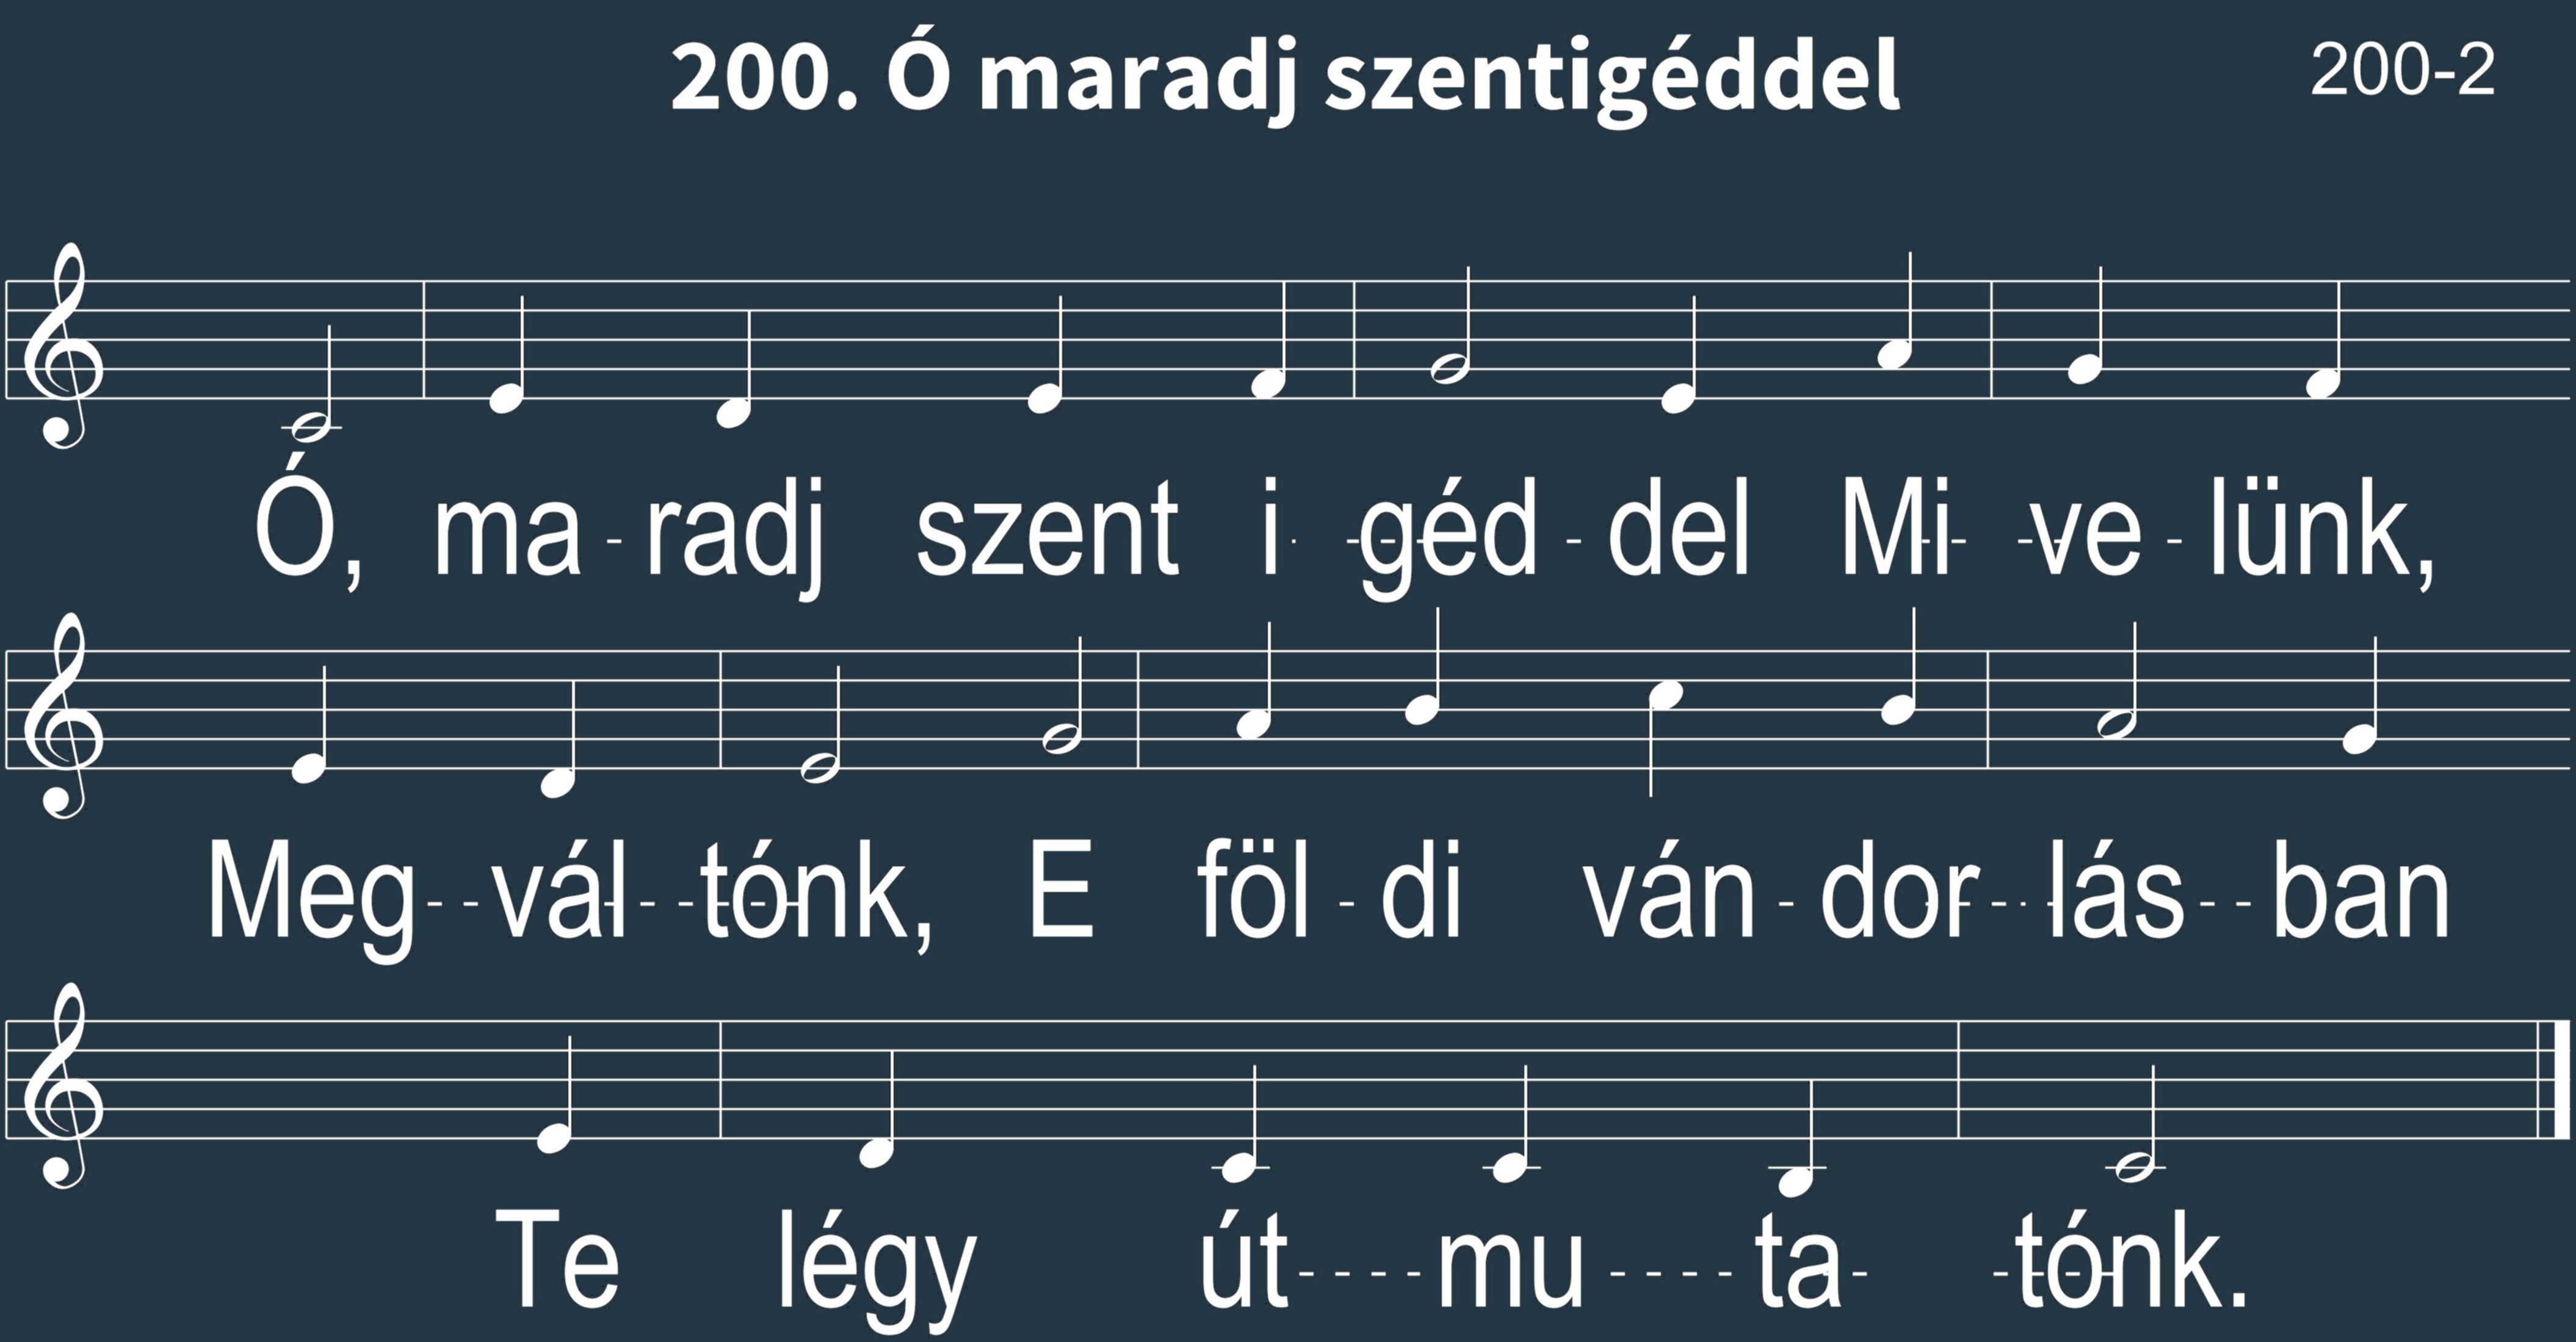 200. Ó maradj szentigéddel
200-2
Ó, ma - radj szent i - géd - del Mi - ve - lünk,
Meg - vál - tónk, E föl - di ván - dor - lás - ban
Te légy út - mu - ta - tónk.